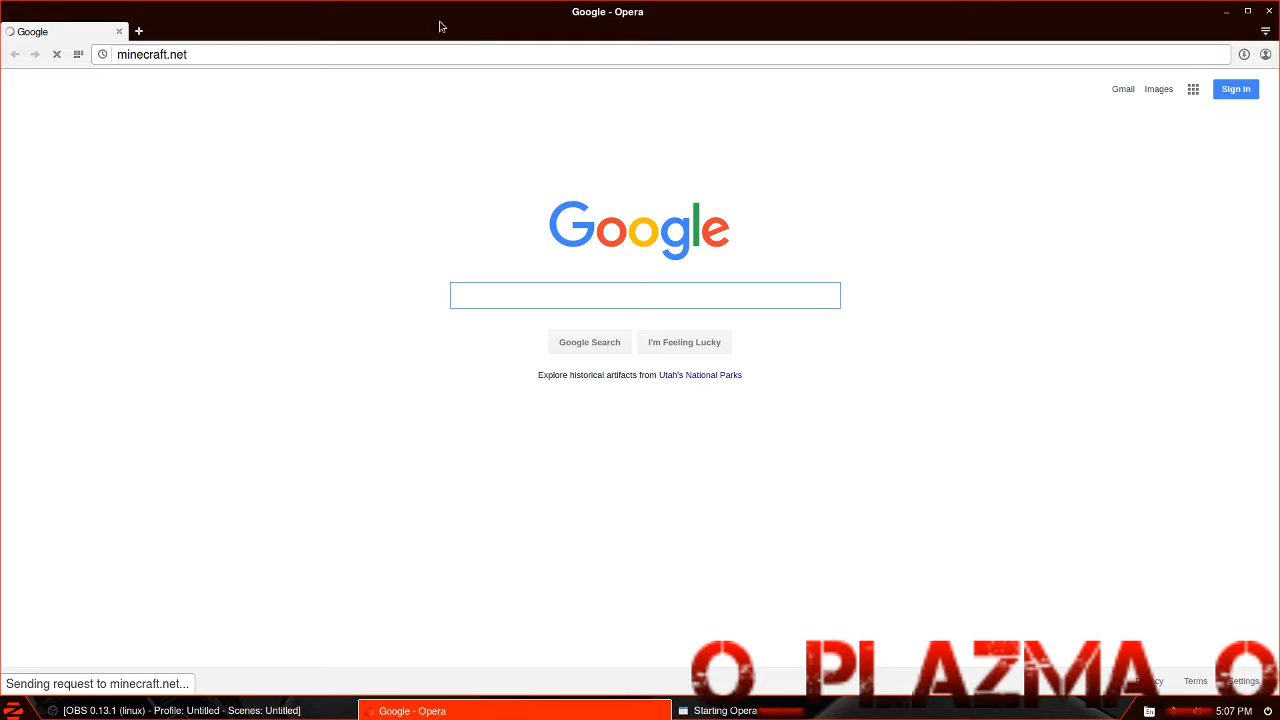 Google - Opera
Google
minecraft.net
Gmail Images Sign in
Google
Google Search I'm Feeling Lucky
Explore historical artifacts from Utah's National Parks
O_PLAZMA_O
Terms
Sending request to minecraft.net...
[OBS 0.13.1 (linux) - Profile: Untitled - Scenes: Untitled] Google - Opera Starting Opera En 5:07 PM